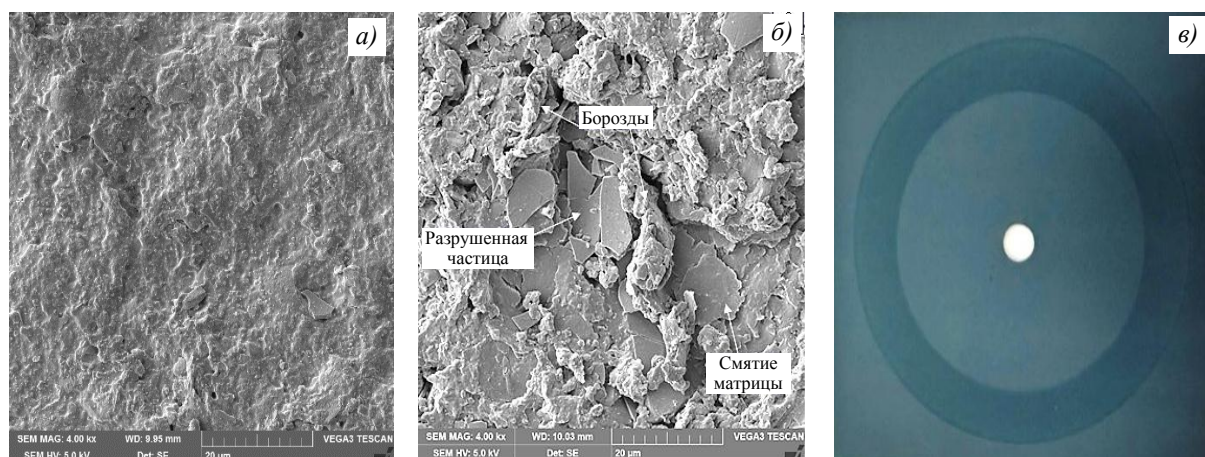 а)
SEM MAG: 4.00 kx WD: 9.95 mm VEGA3 TESCAN
SEM HV: 5.0 kV Det: SE 20 µm
б)
Борозды
Разрушенная
частица
Смятие
матрицы
SEM MAG: 4.00 kx WD: 10.03 mm VEGA3 TESCAN
SEM HV: 5.0 kV Det: SE 20 µm
в)